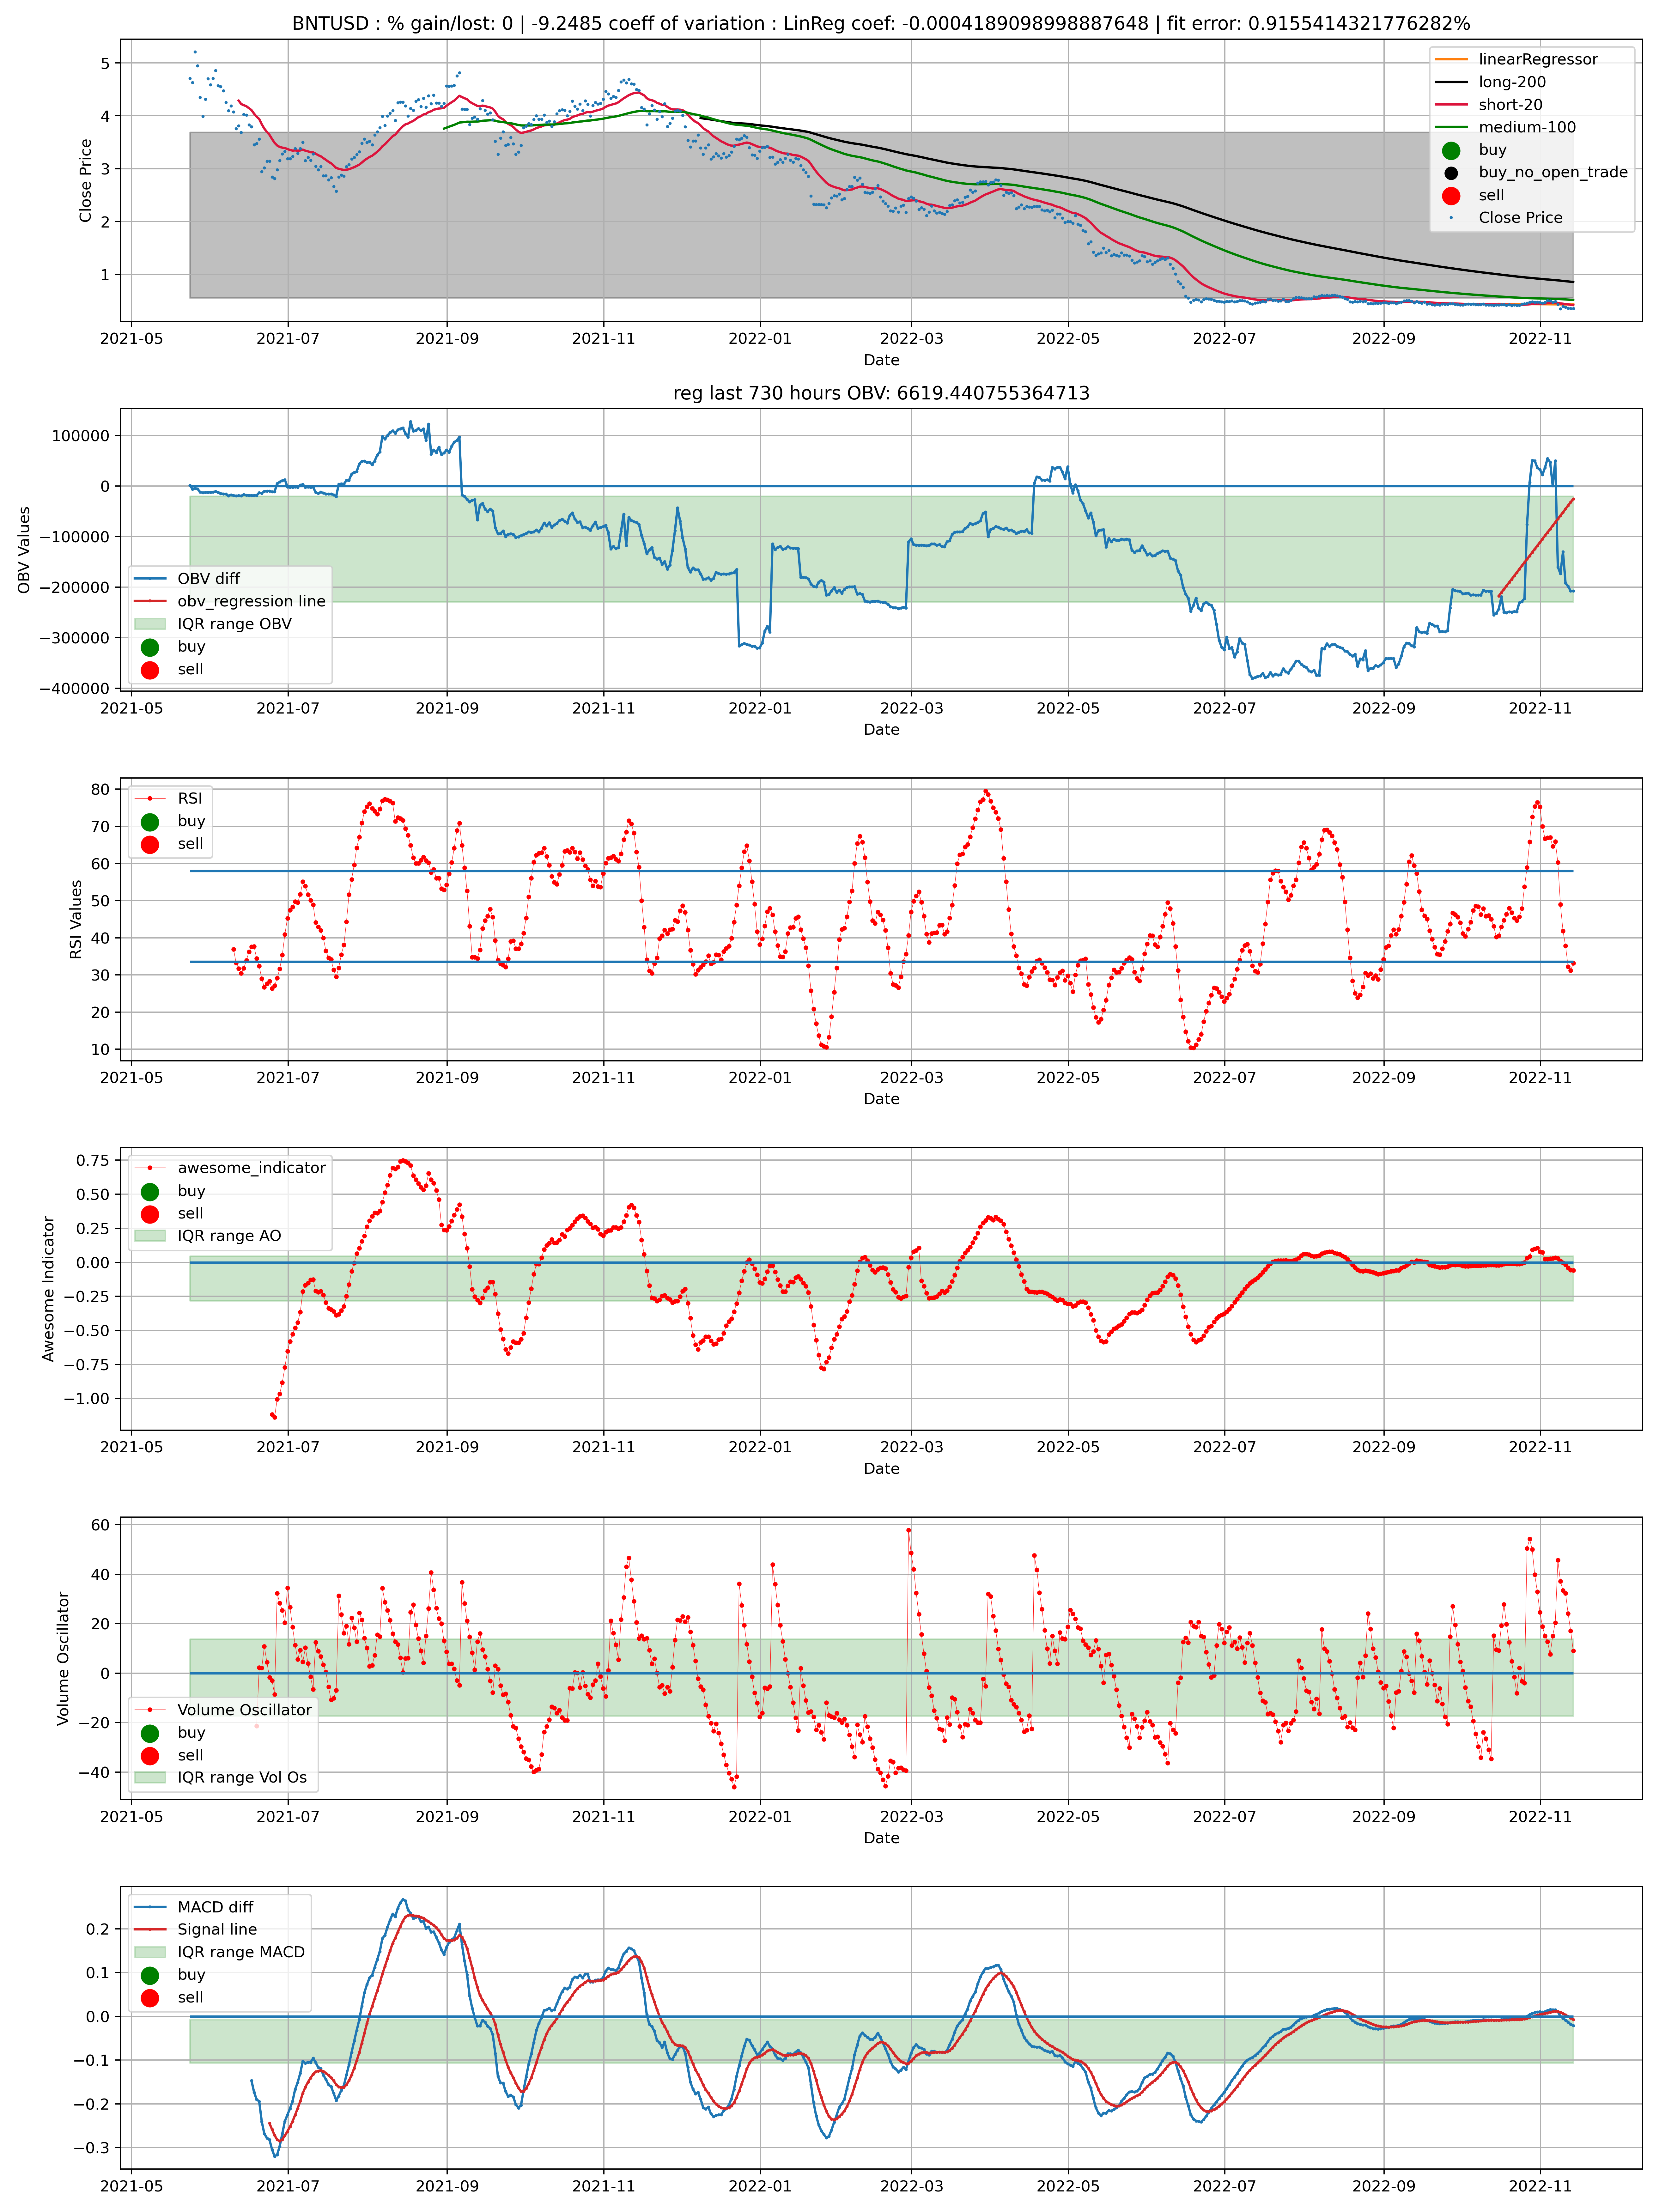 BNTUSD : % gain/lost: 0 | -9.2485 coeff of variation : LinReg coef: -0.0004189098998887648 | fit error: 0.9155414321776282%
5
4
3
2
1
Close Price
linearRegressor
long-200
short-20
medium-100
buy
buy_no_open_trade
sell
Close Price
2021-05 2021-07 2021-09 2021-11 2022-01 2022-03 2022-05 2022-07 2022-09 2022-11
Date
reg last 730 hours OBV: 6619.440755364713
100000
0
−100000
−200000
−300000
−400000
OBV Values
OBV diff
obv_regression line
IQR range OBV
buy
sell
2021-05 2021-07 2021-09 2021-11 2022-01 2022-03 2022-05 2022-07 2022-09 2022-11
Date
80
70
60
50
40
30
20
10
RSI Values
RSI
buy
sell
2021-05 2021-07 2021-09 2021-11 2022-01 2022-03 2022-05 2022-07 2022-09 2022-11
Date
0.75
0.50
0.25
0.00
−0.25
−0.50
−0.75
−1.00
Awesome Indicator
awesome_indicator
buy
sell
IQR range AO
2021-05 2021-07 2021-09 2021-11 2022-01 2022-03 2022-05 2022-07 2022-09 2022-11
Date
60
40
20
0
−20
−40
Volume Oscillator
Volume Oscillator
buy
sell
IQR range Vol Os
2021-05 2021-07 2021-09 2021-11 2022-01 2022-03 2022-05 2022-07 2022-09 2022-11
Date
0.2
0.1
0.0
−0.1
−0.2
−0.3
MACD diff
Signal line
IQR range MACD
buy
sell
2021-05 2021-07 2021-09 2021-11 2022-01 2022-03 2022-05 2022-07 2022-09 2022-11